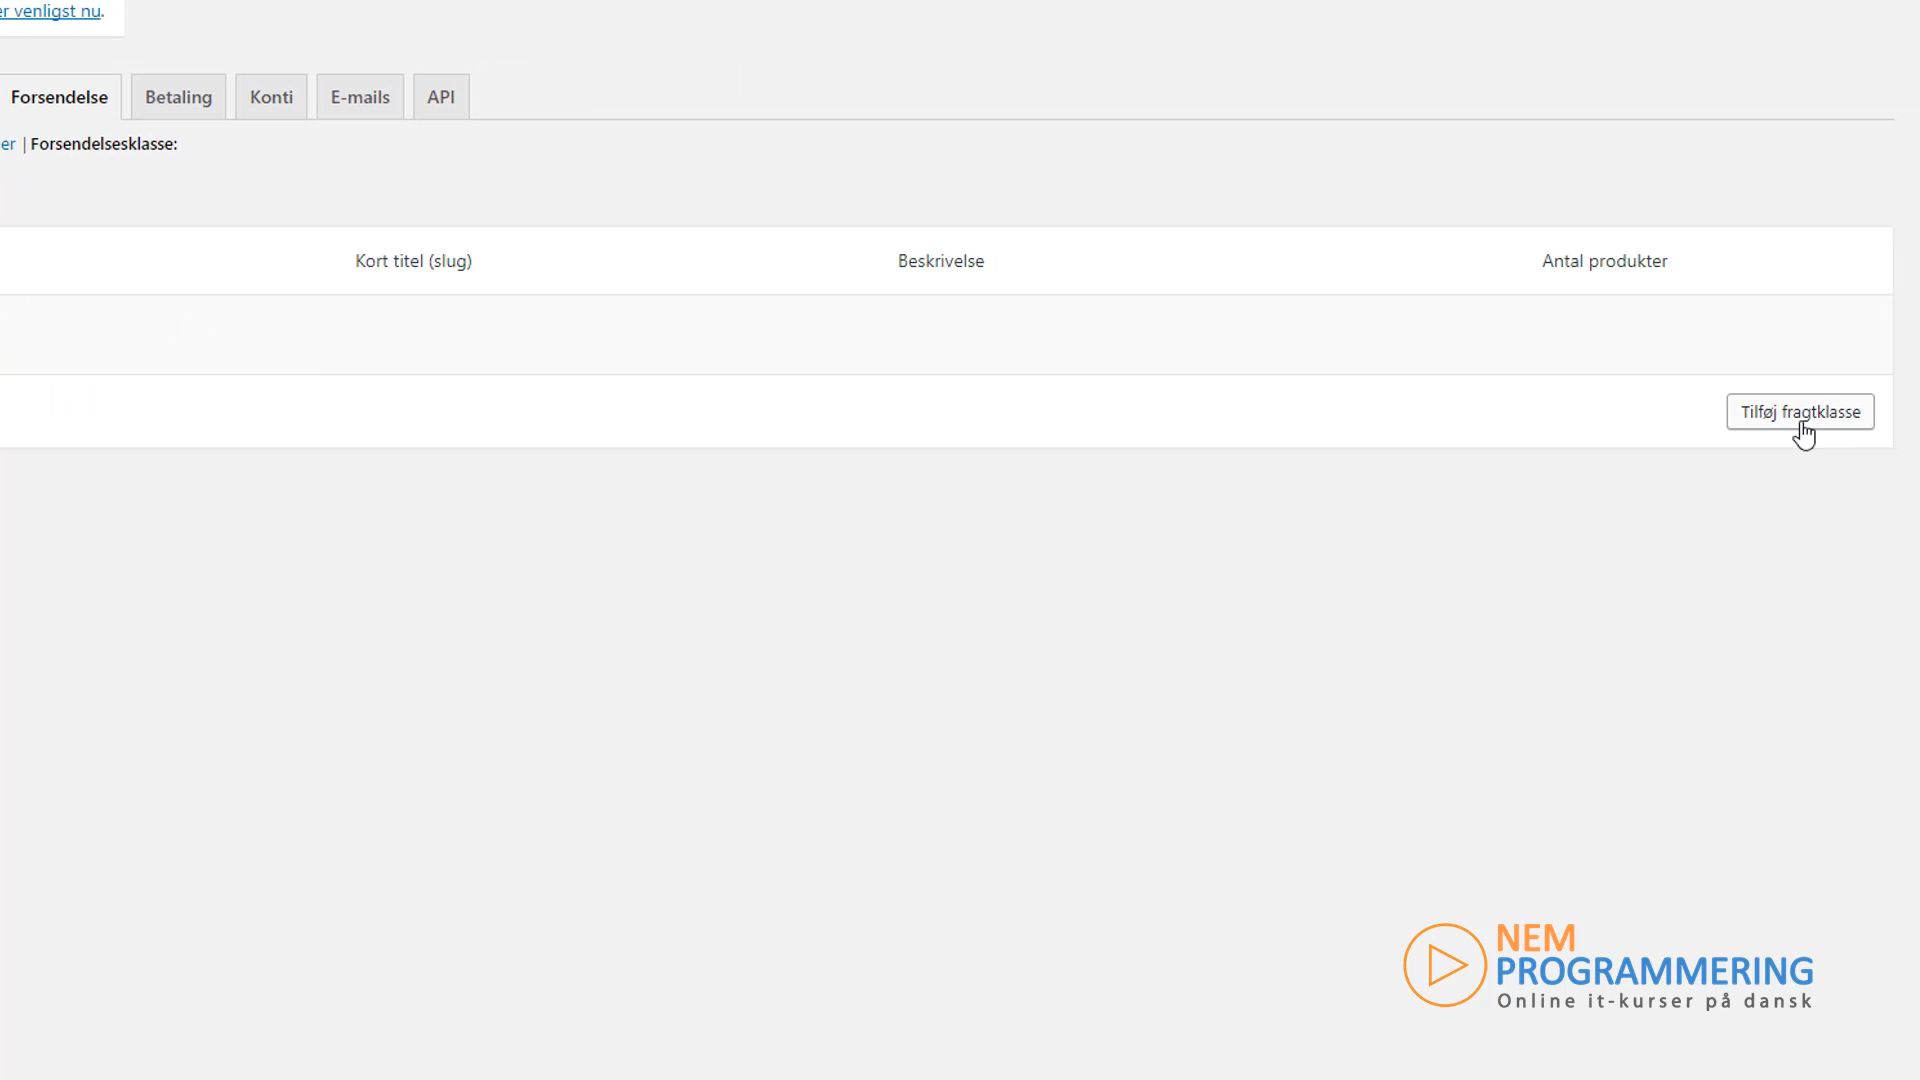 er venligst nu.
Forsendelse Betaling Konti E-mails API
er | Forsendelsesklasse:
Kort titel (slug) Beskrivelse Antal produkter
Tilføj fragtklasse
NEM
PROGRAMMERING
Online it-kurser på dansk